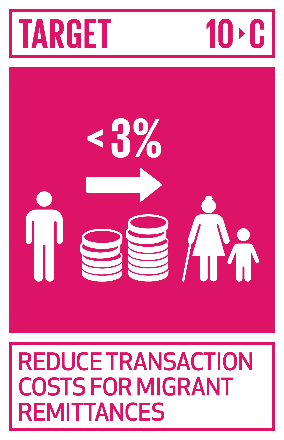 TARGET 10▸C
<3%
REDUCE TRANSACTION
COSTS FOR MIGRANT
REMITTANCES